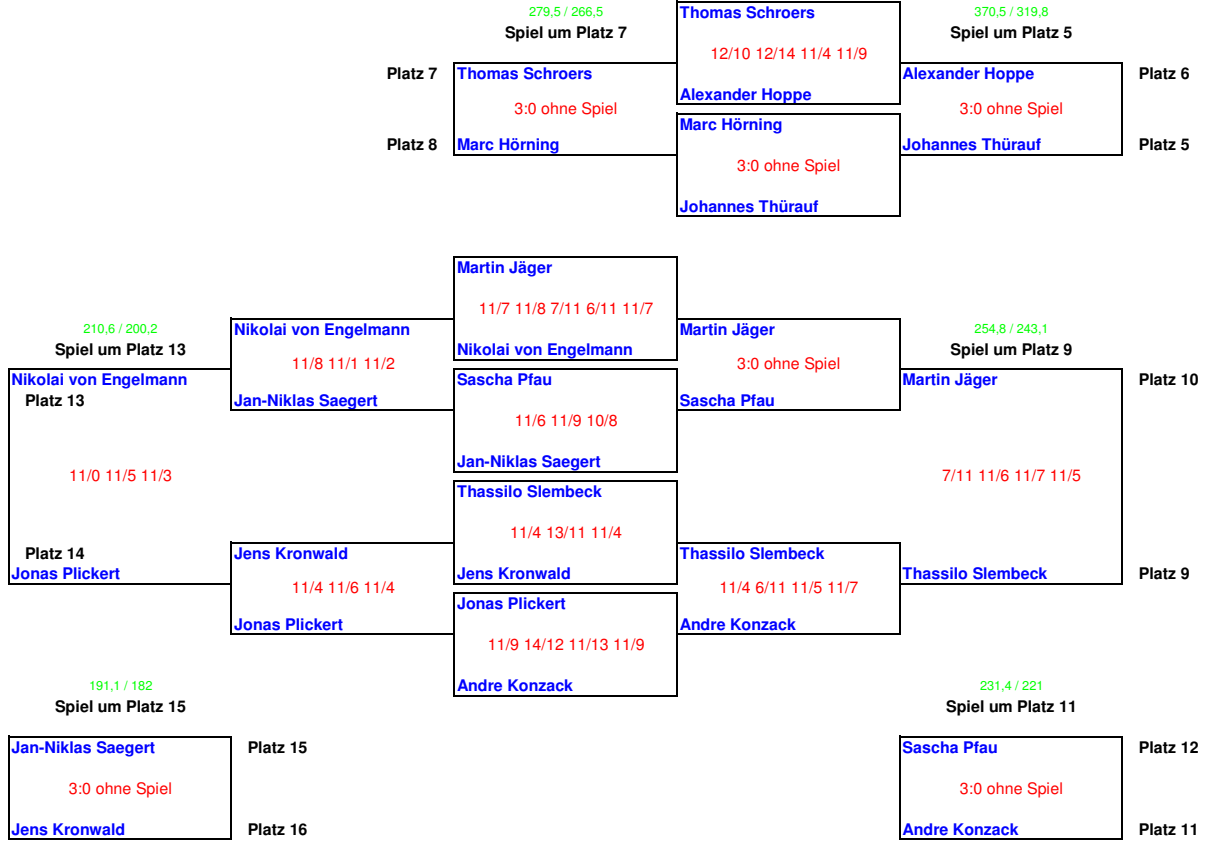 279,5 / 266,5 Thomas Schroers 370,5 / 319,8
Spiel um Platz 7 Spiel um Platz 5
12/10 12/14 11/4 11/9
Platz 7 Thomas Schroers Alexander Hoppe Platz 6
Alexander Hoppe
3:0 ohne Spiel 3:0 ohne Spiel
Marc Hörning
Platz 8 Marc Hörning Johannes Thürauf Platz 5
3:0 ohne Spiel
Johannes Thürauf
Martin Jäger
11/7 11/8 7/11 6/11 11/7
210,6 / 200,2 Nikolai von Engelmann Martin Jäger 254,8 / 243,1
Spiel um Platz 13 Nikolai von Engelmann Spiel um Platz 9
11/8 11/1 11/2 3:0 ohne Spiel
Nikolai von Engelmann Sascha Pfau Martin Jäger Platz 10
Platz 13 Jan-Niklas Saegert Sascha Pfau
11/6 11/9 10/8
Jan-Niklas Saegert
11/0 11/5 11/3 7/11 11/6 11/7 11/5
Thassilo Slembeck
11/4 13/11 11/4
Platz 14 Jens Kronwald Thassilo Slembeck
Jonas Plickert Jens Kronwald Thassilo Slembeck Platz 9
11/4 11/6 11/4 11/4 6/11 11/5 11/7
Jonas Plickert
Jonas Plickert Andre Konzack
11/9 14/12 11/13 11/9
191,1 / 182 Andre Konzack 231,4 / 221
Spiel um Platz 15 Spiel um Platz 11
Jan-Niklas Saegert Platz 15 Sascha Pfau Platz 12
3:0 ohne Spiel 3:0 ohne Spiel
Jens Kronwald Platz 16 Andre Konzack Platz 11